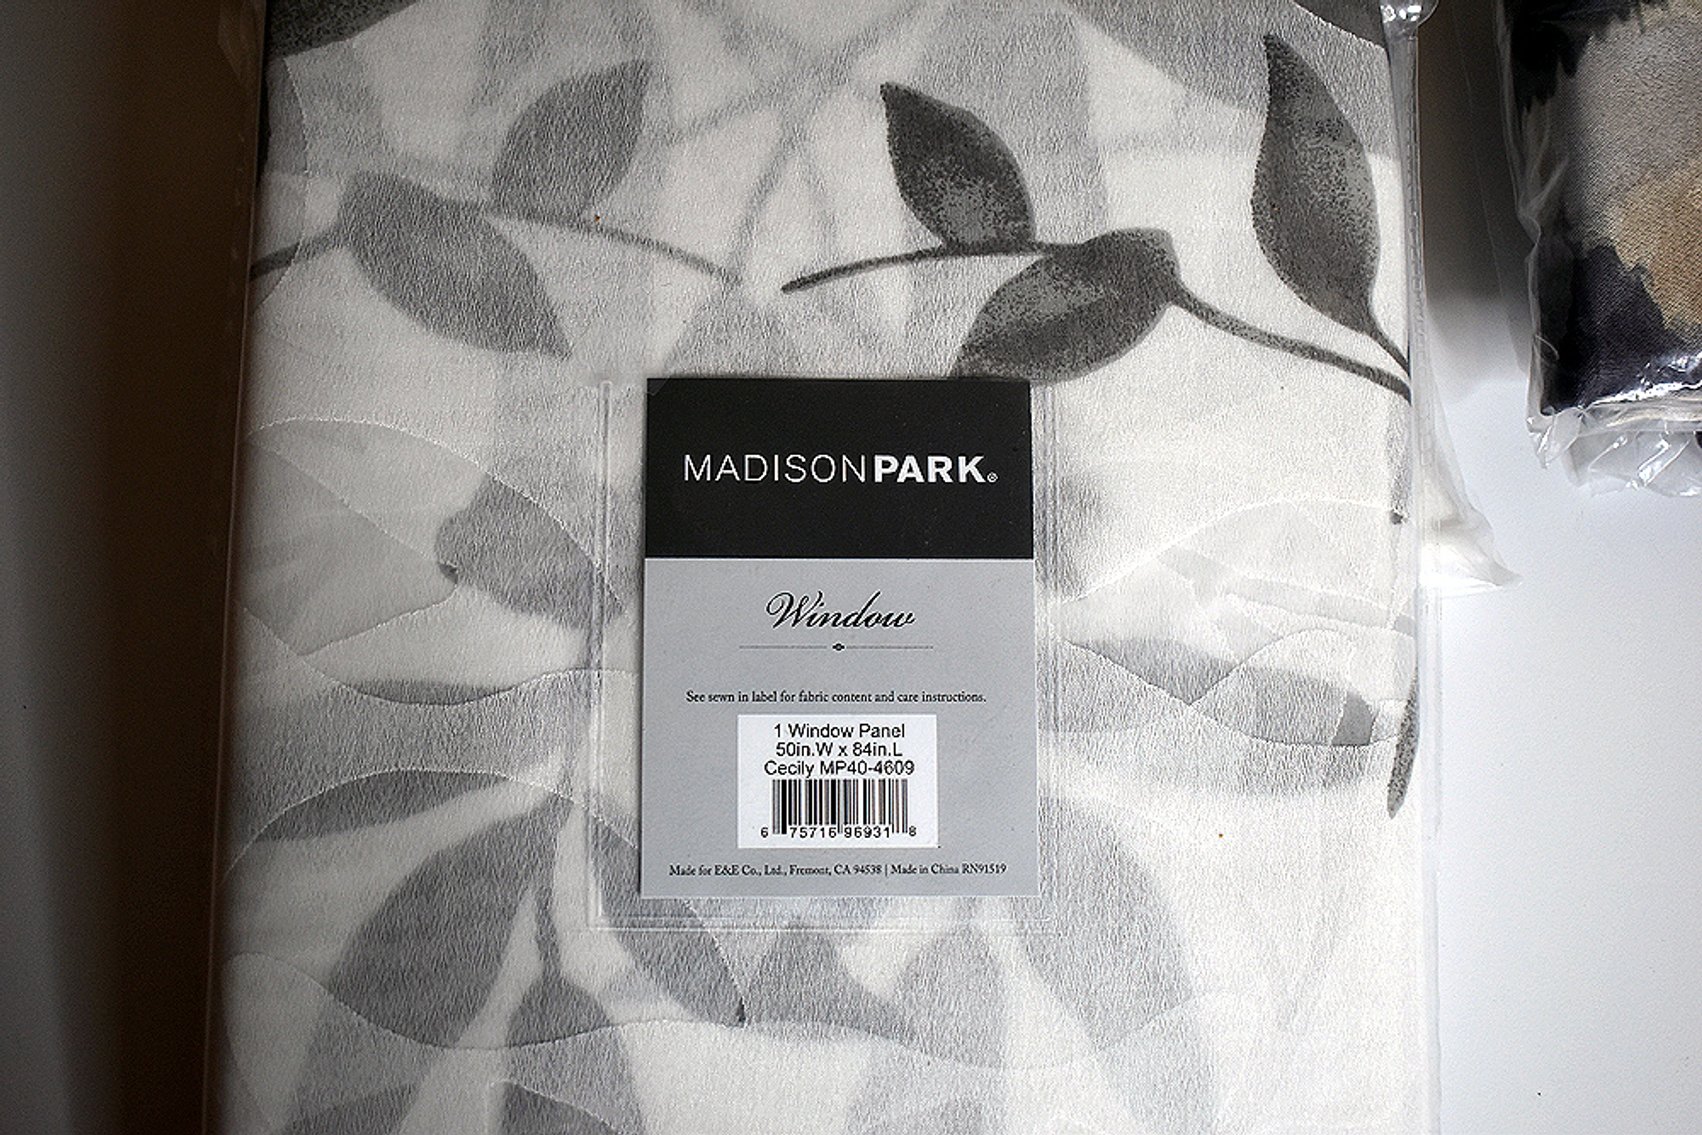 MADISONPARK®
Window
See sewn in label for fabric content and care instructions.
1 Window Panel
50in.W x 84in.L
Cecily MP40-4609
6 75716 96931 8
Made for E&E Co., Ltd., Fremont, CA 94538 | Made in China RN91519